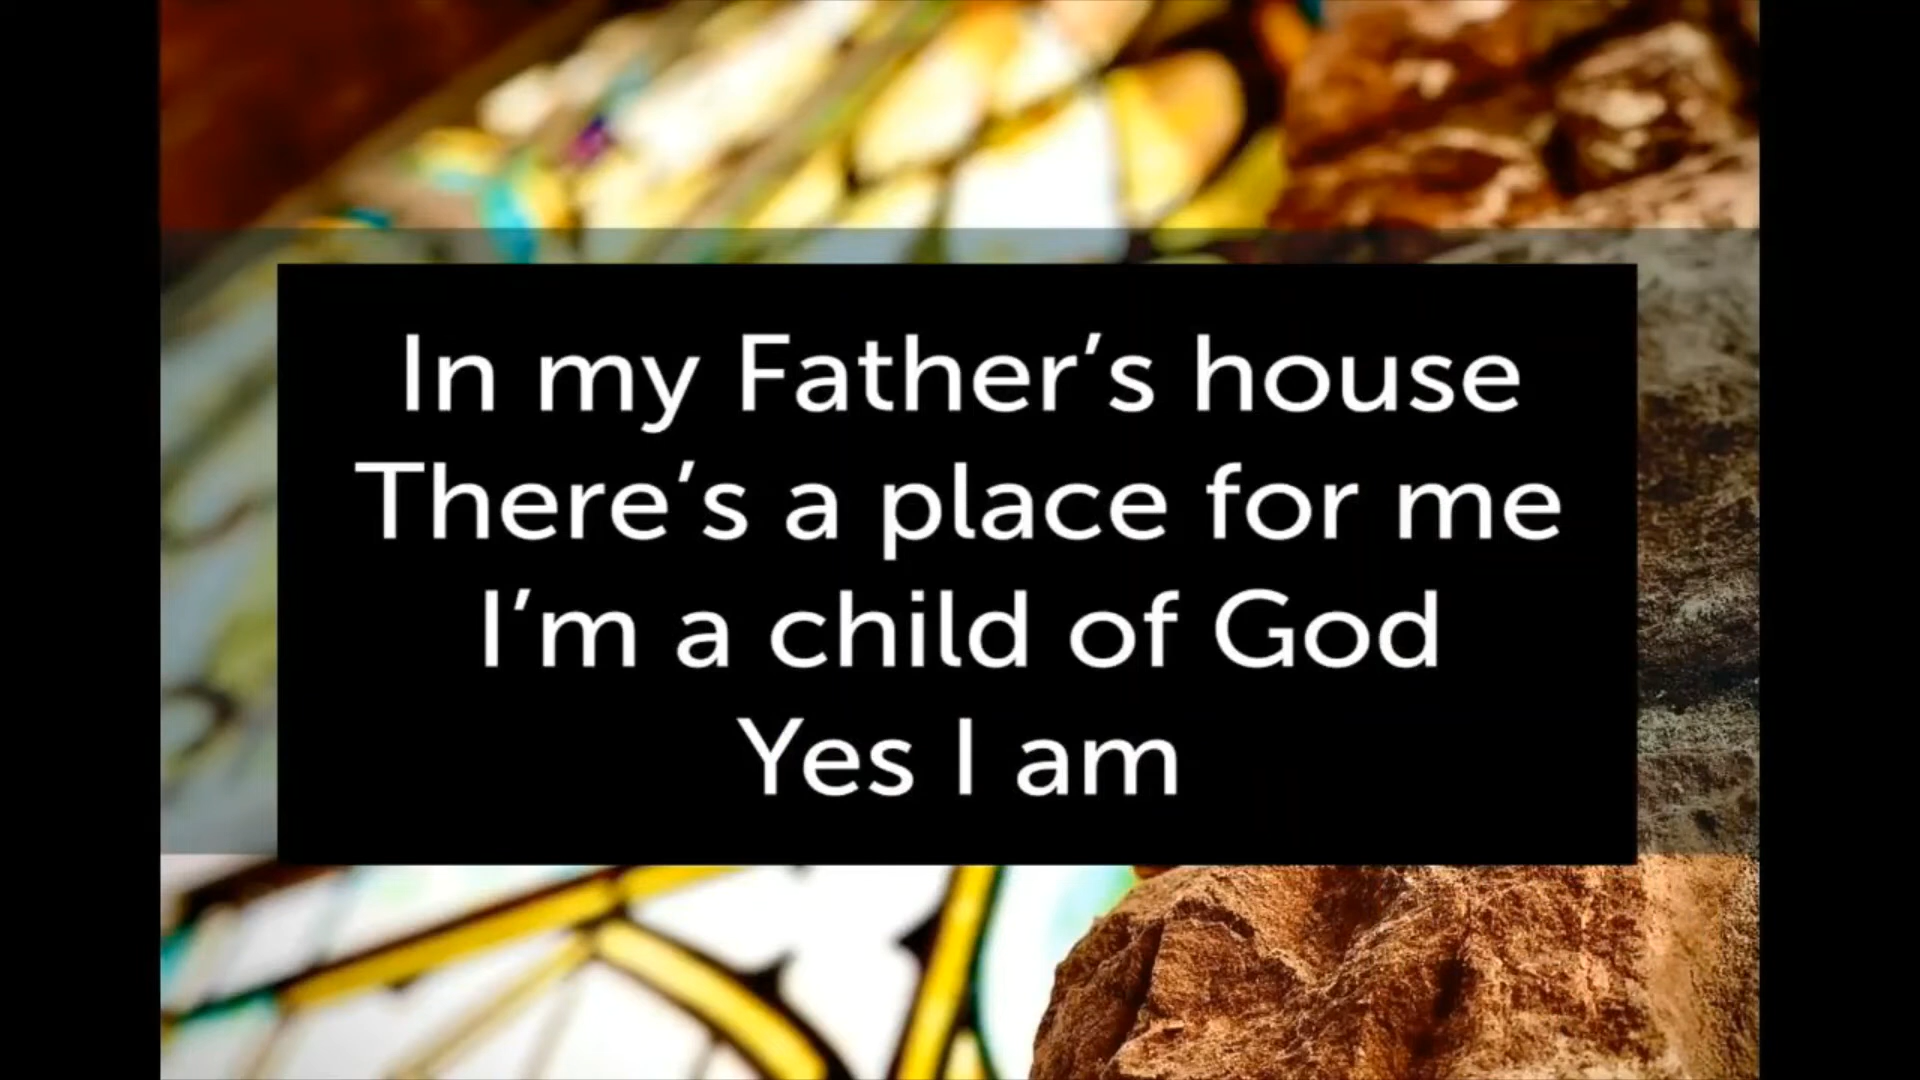 In my Father’s house
There’s a place for me
I’m a child of God
Yes I am